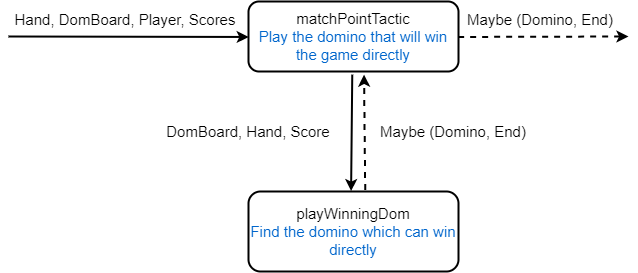 Hand, DomBoard, Player, Scores
matchPointTactic
Play the domino that will win
the game directly
Maybe (Domino, End)
DomBoard, Hand, Score
Maybe (Domino, End)
playWinningDom
Find the domino which can win
directly